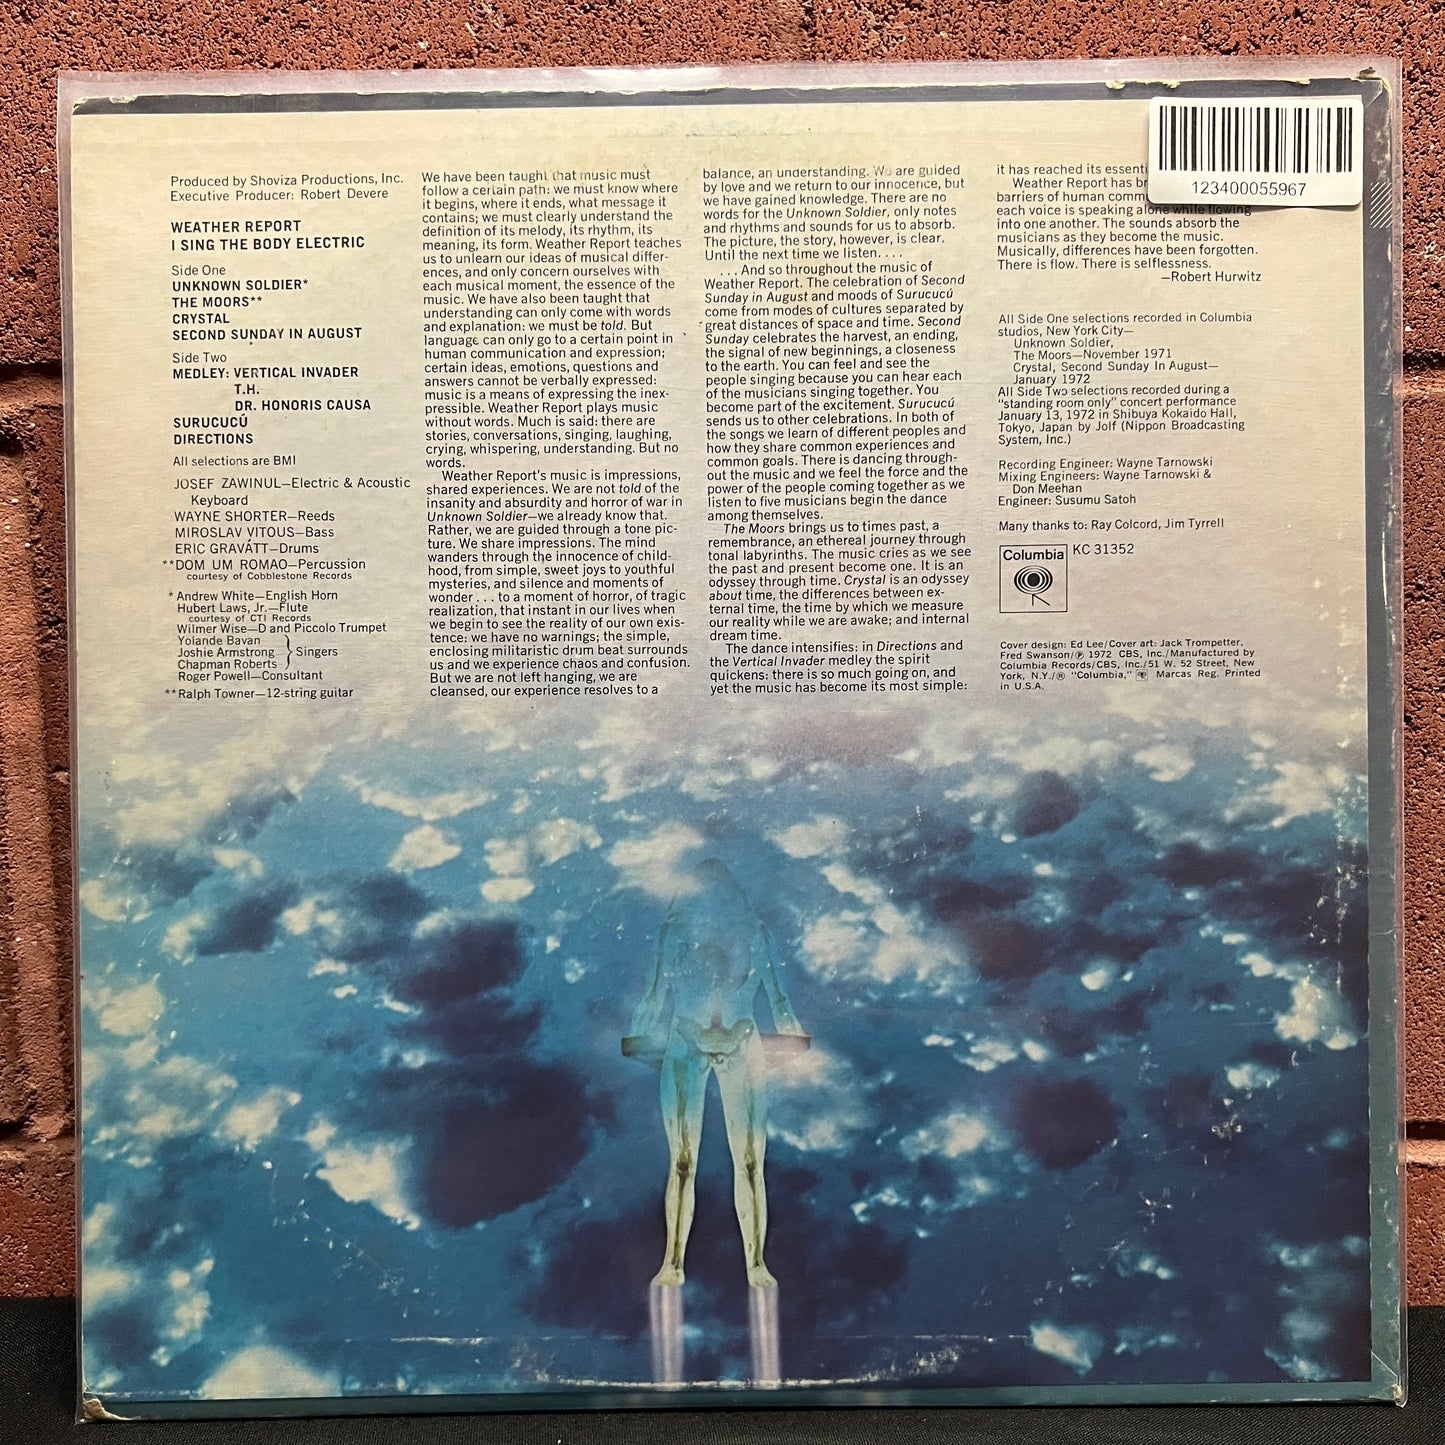 Produced by Shoviza Productions, Inc.
Executive Producer: Robert Devere
WEATHER REPORT
I SING THE BODY ELECTRIC
Side One
UNKNOWN SOLDIER*
THE MOORS**
CRYSTAL
SECOND SUNDAY IN AUGUST
Side Two
MEDLEY: VERTICAL INVADER
T.H.
DR. HONORIS CAUSA
SURUCUCÚ
DIRECTIONS
All selections are BMI
JOSEF ZAWINUL—Electric & Acoustic
Keyboard
WAYNE SHORTER—Reeds
MIROSLAV VITOUS—Bass
ERIC GRAVÁTT—Drums
**DOM UM ROMAO—Percussion
courtesy of Cobblestone Records
* Andrew White—English Horn
Hubert Laws, Jr.—Flute
courtesy of CTI Records
Wilmer Wise—D and Piccolo Trumpet
Yolande Bavan
Joshie Armstrong } Singers
Chapman Roberts
Roger Powell—Consultant
**Ralph Towner—12-string guitar
We have been taught that music must
follow a certain path: we must know where
it begins, where it ends, what message it
contains; we must clearly understand the
definition of its melody, its rhythm, its
meaning, its form. Weather Report teaches
us to unlearn our ideas of musical differ-
ences, and only concern ourselves with
each musical moment, the essence of the
music. We have also been taught that
understanding can only come with words
and explanation: we must be told. But
language can only go to a certain point in
human communication and expression;
certain ideas, emotions, questions and
answers cannot be verbally expressed:
music is a means of expressing the inex-
pressible. Weather Report plays music
without words. Much is said: there are
stories, conversations, singing, laughing,
crying, whispering, understanding. But no
words.
Weather Report's music is impressions,
shared experiences. We are not told of the
insanity and absurdity and horror of war in
Unknown Soldier—we already know that.
Rather, we are guided through a tone pic-
ture. We share impressions. The mind
wanders through the innocence of child-
hood, from simple, sweet joys to youthful
mysteries, and silence and moments of
wonder . . . to a moment of horror, of tragic
realization, that instant in our lives when
we begin to see the reality of our own exis-
tence: we have no warnings; the simple,
enclosing militaristic drum beat surrounds
us and we experience chaos and confusion.
But we are not left hanging, we are
cleansed, our experience resolves to a
balance, an understanding. We are guided
by love and we return to our innocence, but
we have gained knowledge. There are no
words for the Unknown Soldier, only notes
and rhythms and sounds for us to absorb.
The picture, the story, however, is clear.
Until the next time we listen. . . .
. . . And so throughout the music of
Weather Report. The celebration of Second
Sunday in August and moods of Surucucú
come from modes of cultures separated by
great distances of space and time. Second
Sunday celebrates the harvest, an ending,
the signal of new beginnings, a closeness
to the earth. You can feel and see the
people singing because you can hear each
of the musicians singing together. You
become part of the excitement. Surucucú
sends us to other celebrations. In both of
the songs we learn of different peoples and
how they share common experiences and
common goals. There is dancing through-
out the music and we feel the force and the
power of the people coming together as we
listen to five musicians begin the dance
among themselves.
The Moors brings us to times past, a
remembrance, an ethereal journey through
tonal labyrinths. The music cries as we see
the past and present become one. It is an
odyssey through time. Crystal is an odyssey
about time, the differences between ex-
ternal time, the time by which we measure
our reality while we are awake; and internal
dream time.
The dance intensifies: in Directions and
the Vertical Invader medley the spirit
quickens: there is so much going on, and
yet the music has become its most simple:
it has reached its essenti
Weather Report has br
barriers of human comm
each voice is speaking alone while flowing
into one another. The sounds absorb the
musicians as they become the music.
Musically, differences have been forgotten.
There is flow. There is selflessness.
—Robert Hurwitz
All Side One selections recorded in Columbia
studios, New York City—
Unknown Soldier,
The Moors—November 1971
Crystal, Second Sunday In August—
January 1972
All Side Two selections recorded during a
"standing room only" concert performance
January 13, 1972 in Shibuya Kokaido Hall,
Tokyo, Japan by Jolf (Nippon Broadcasting
System, Inc.)
Recording Engineer: Wayne Tarnowski
Mixing Engineers: Wayne Tarnowski &
Don Meehan
Engineer: Susumu Satoh
Many thanks to: Ray Colcord, Jim Tyrrell
Columbia KC 31352
Cover design: Ed Lee/Cover art: Jack Trompetter,
Fred Swanson/℗ 1972 CBS, Inc./Manufactured by
Columbia Records/CBS, Inc./51 W. 52 Street, New
York, N.Y./® "Columbia," Marcas Reg. Printed
in U.S.A.
123400055967